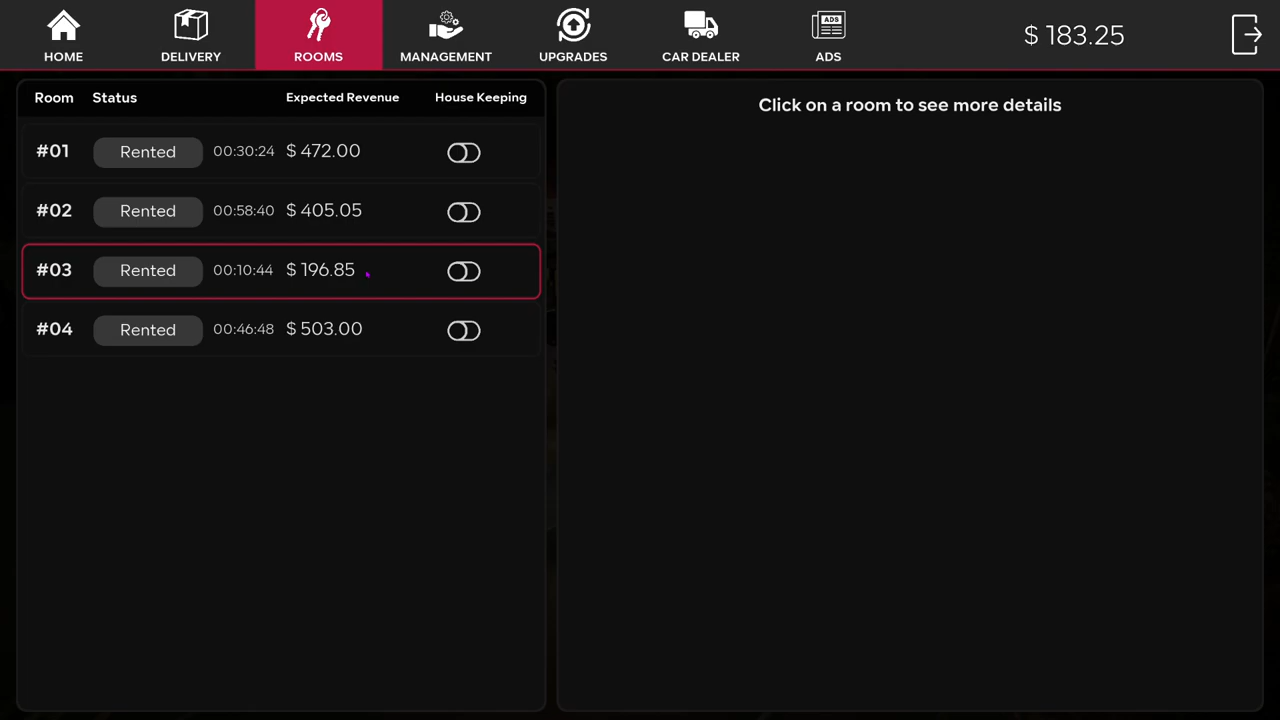 HOME DELIVERY ROOMS MANAGEMENT UPGRADES CAR DEALER ADS $ 183.25
ADS
Room Status Expected Revenue House Keeping
#01 Rented 00:30:24 $ 472.00
#02 Rented 00:58:40 $ 405.05
#03 Rented 00:10:44 $ 196.85
#04 Rented 00:46:48 $ 503.00
Click on a room to see more details